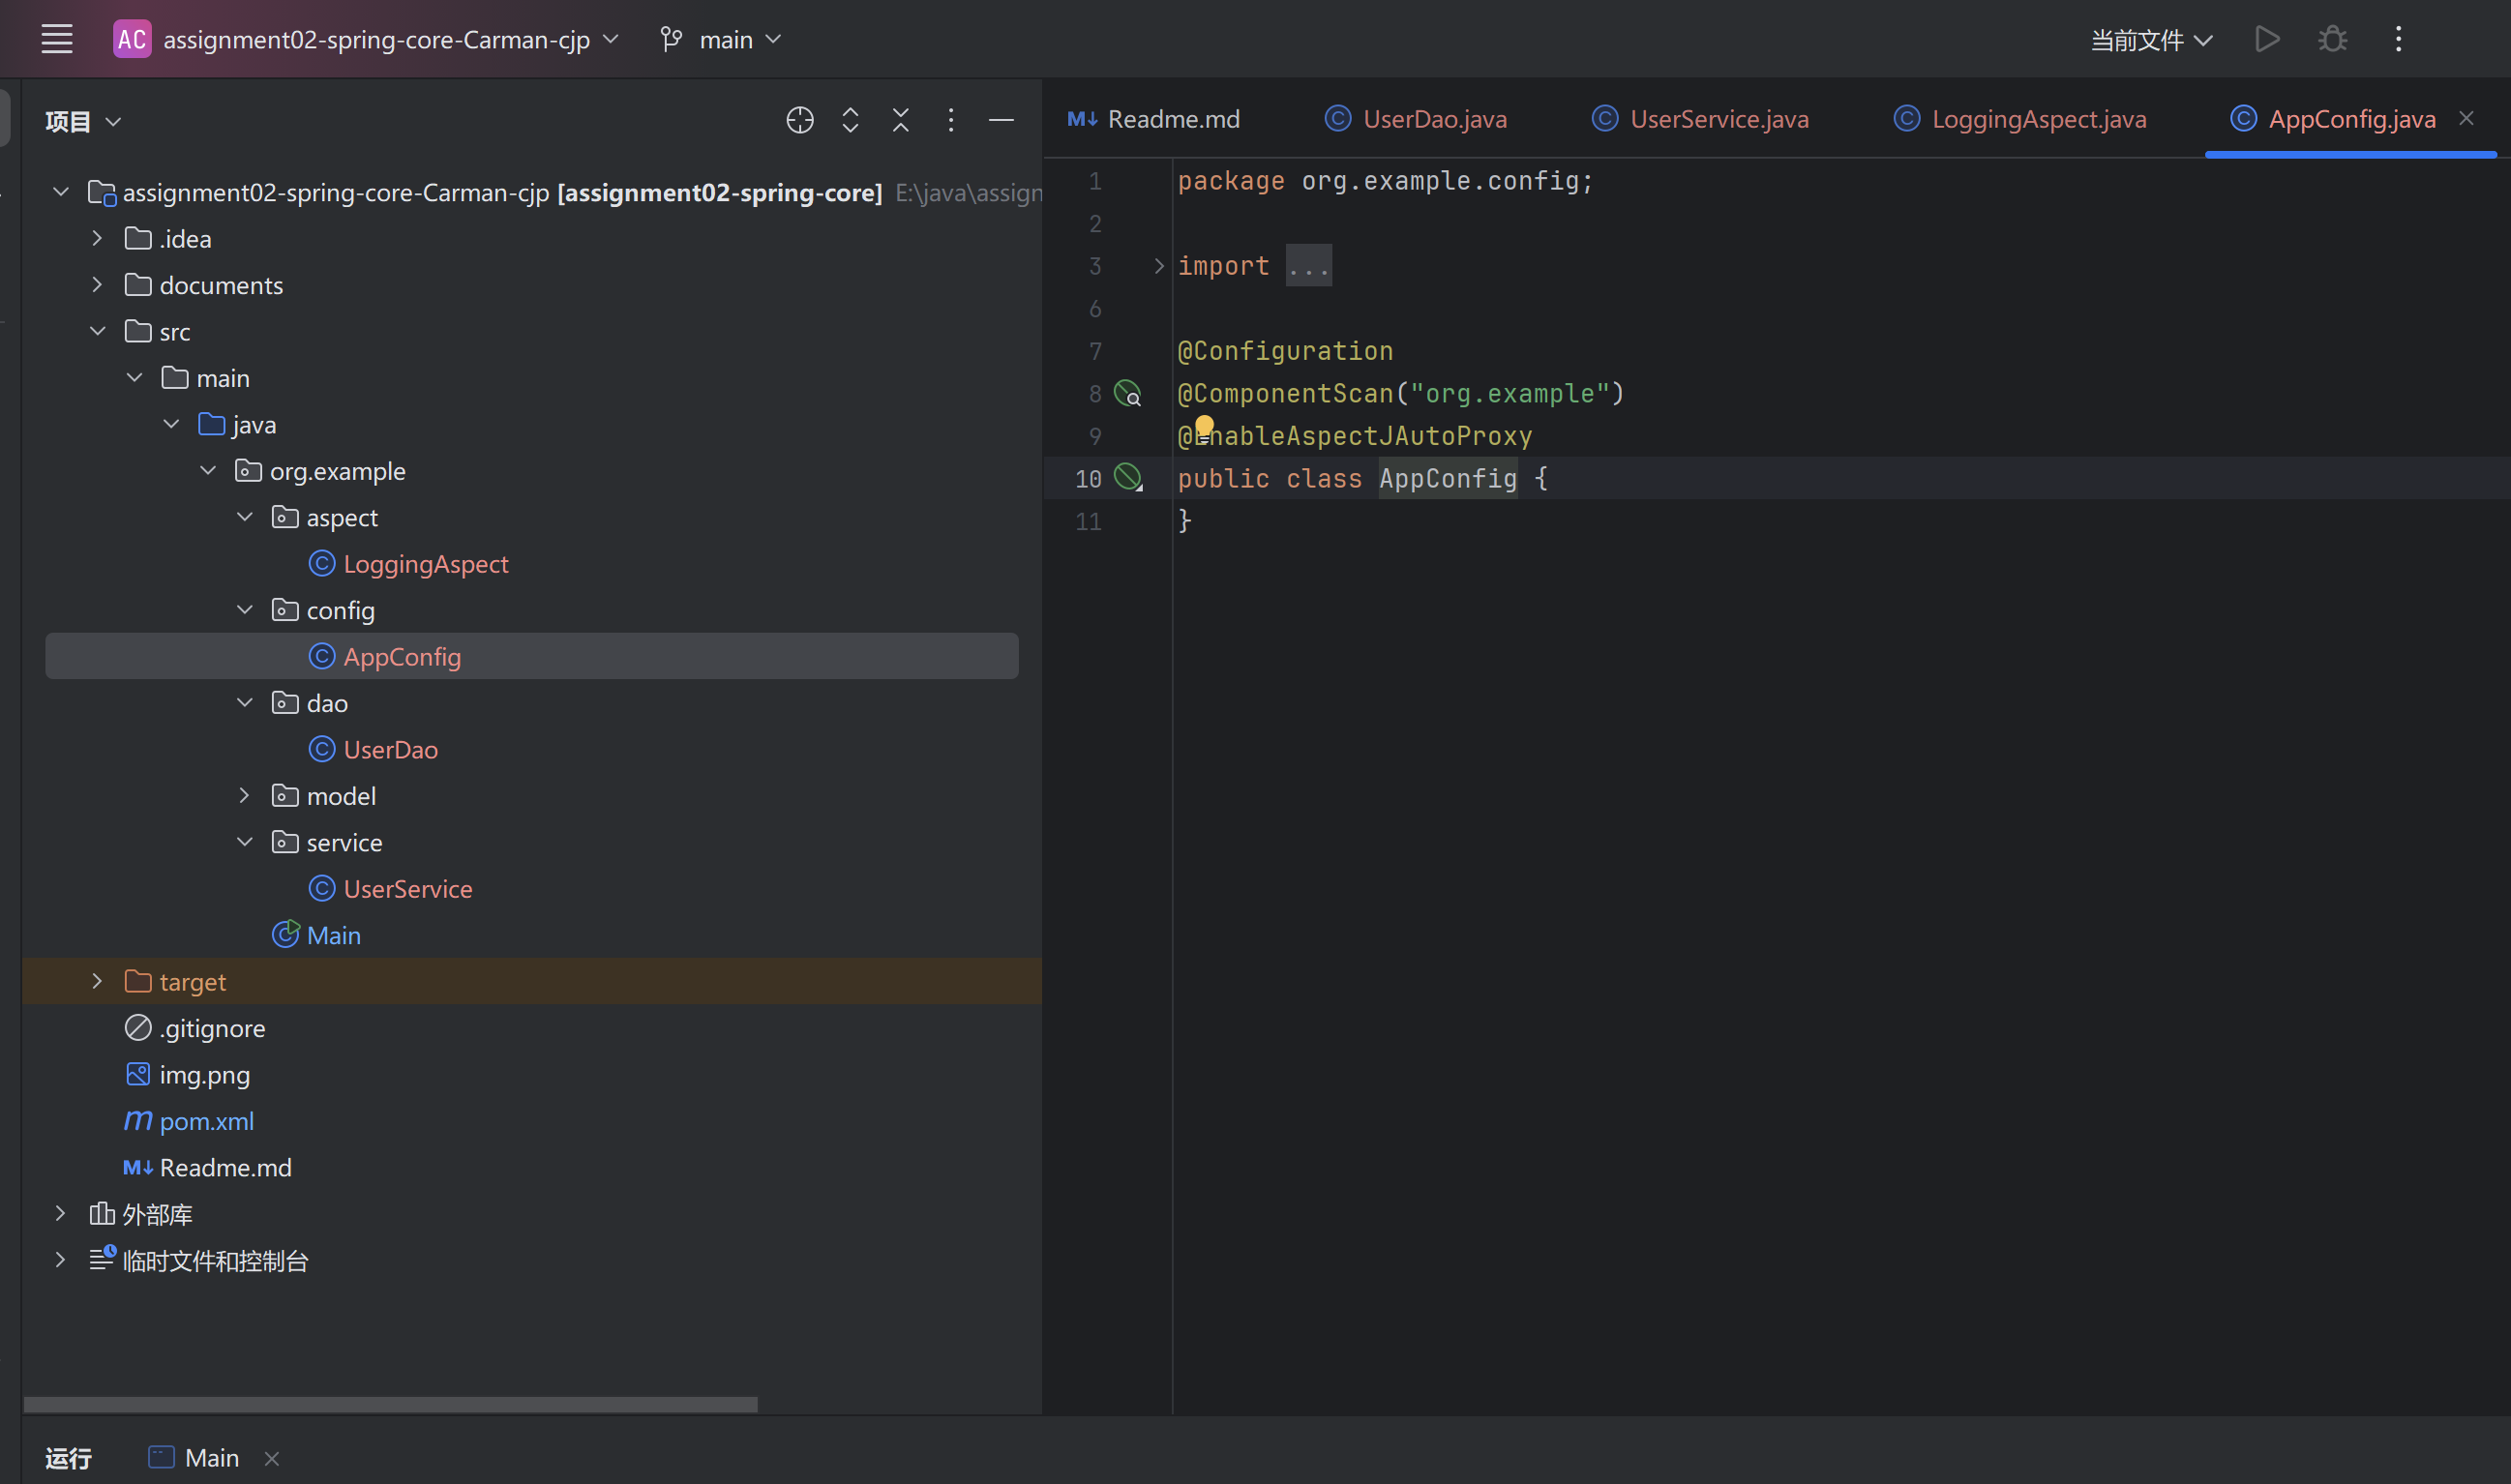 AC assignment02-spring-core-Carman-cjp main 当前文件
项目
assignment02-spring-core-Carman-cjp [assignment02-spring-core] E:\java\assign
.idea
documents
src
main
java
org.example
aspect
LoggingAspect
config
AppConfig
dao
UserDao
model
service
UserService
Main
target
.gitignore
img.png
m pom.xml
M↓ Readme.md
外部库
临时文件和控制台
M↓ Readme.md UserDao.java UserService.java LoggingAspect.java AppConfig.java
1 package org.example.config;
2
3 import ...
6
7 @Configuration
8 @ComponentScan("org.example")
9 @EnableAspectJAutoProxy
10 public class AppConfig {
11 }
运行 Main